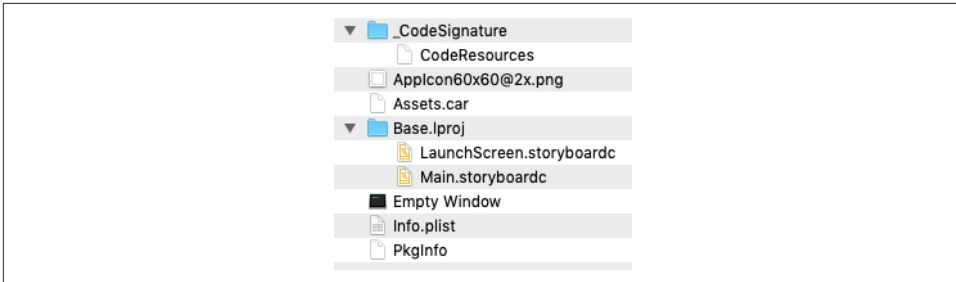 _CodeSignature
CodeResources
AppIcon60x60@2x.png
Assets.car
Base.lproj
LaunchScreen.storyboardc
Main.storyboardc
Empty Window
Info.plist
PkgInfo